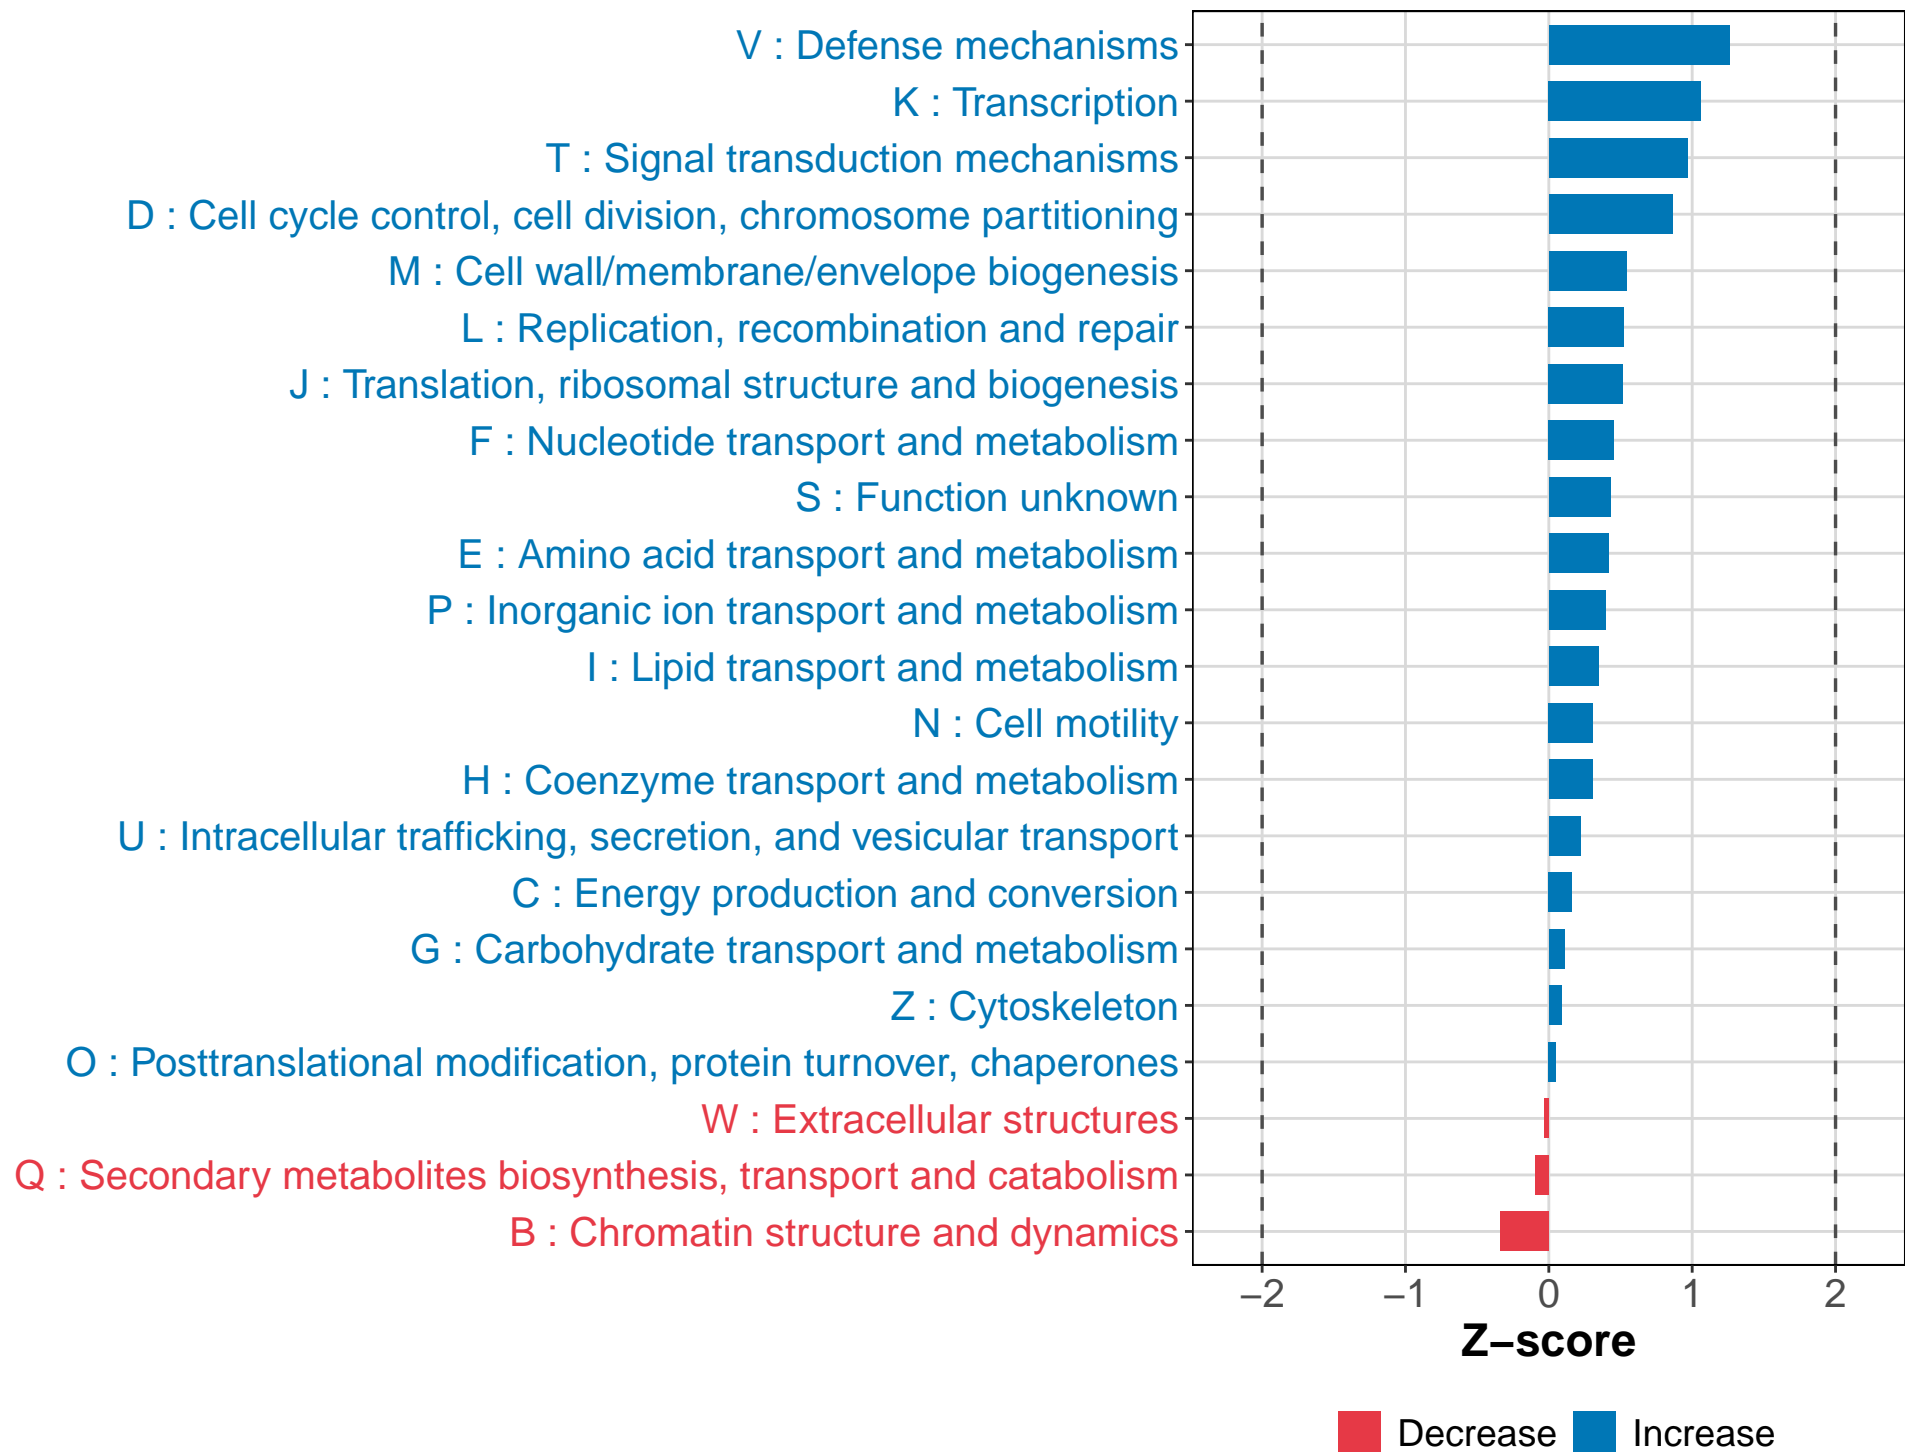 V : Defense mechanisms
K : Transcription
T : Signal transduction mechanisms
D : Cell cycle control, cell division, chromosome partitioning
M : Cell wall/membrane/envelope biogenesis
L : Replication, recombination and repair
J : Translation, ribosomal structure and biogenesis
F : Nucleotide transport and metabolism
S : Function unknown
E : Amino acid transport and metabolism
P : Inorganic ion transport and metabolism
I : Lipid transport and metabolism
N : Cell motility
H : Coenzyme transport and metabolism
U : Intracellular trafficking, secretion, and vesicular transport
C : Energy production and conversion
G : Carbohydrate transport and metabolism
Z : Cytoskeleton
O : Posttranslational modification, protein turnover, chaperones
W : Extracellular structures
Q : Secondary metabolites biosynthesis, transport and catabolism
B : Chromatin structure and dynamics
−2 −1 0 1 2
Z−score
Decrease Increase